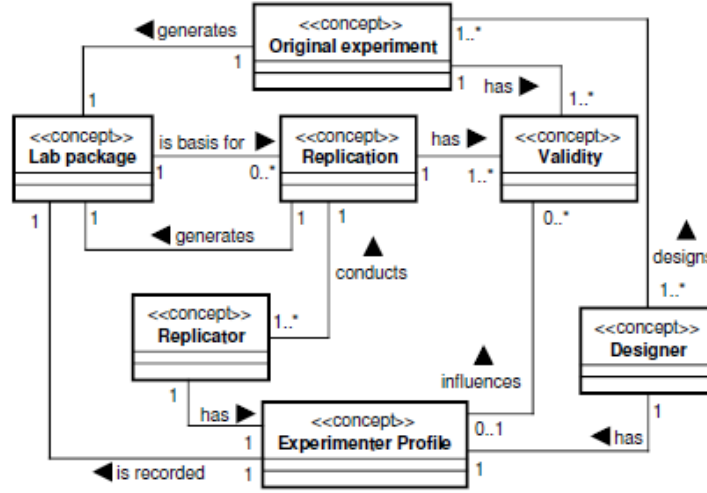 <<concept>>
Original experiment
generates
1
1..*
1
has
1
1..*
<<concept>>
Lab package
is basis for
1
0..*
<<concept>>
Replication
has
1
1..*
<<concept>>
Validity
1
1
generates
1
1
0..*
conducts
designs
1..*
<<concept>>
Replicator
1..*
<<concept>>
Designer
1
has
1
influences
0..1
1
has
1
<<concept>>
Experimenter Profile
is recorded
1